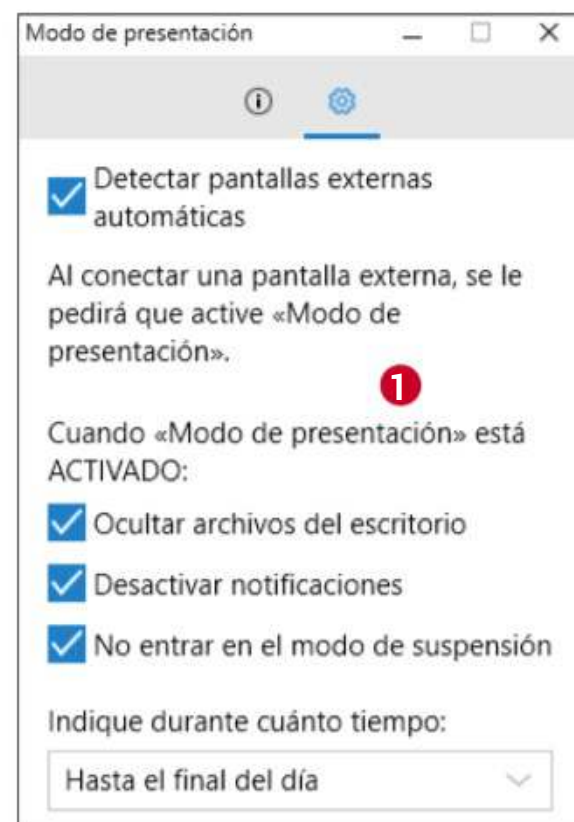 Modo de presentación
Detectar pantallas externas
automáticas
Al conectar una pantalla externa, se le
pedirá que active «Modo de
presentación».
1
Cuando «Modo de presentación» está
ACTIVADO:
Ocultar archivos del escritorio
Desactivar notificaciones
No entrar en el modo de suspensión
Indique durante cuánto tiempo:
Hasta el final del día